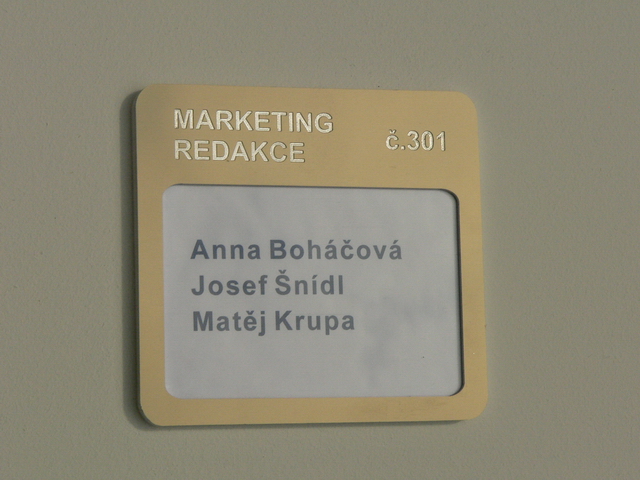 MARKETING
REDAKCE
č.301
Anna Boháčová
Josef Šnídl
Matěj Krupa